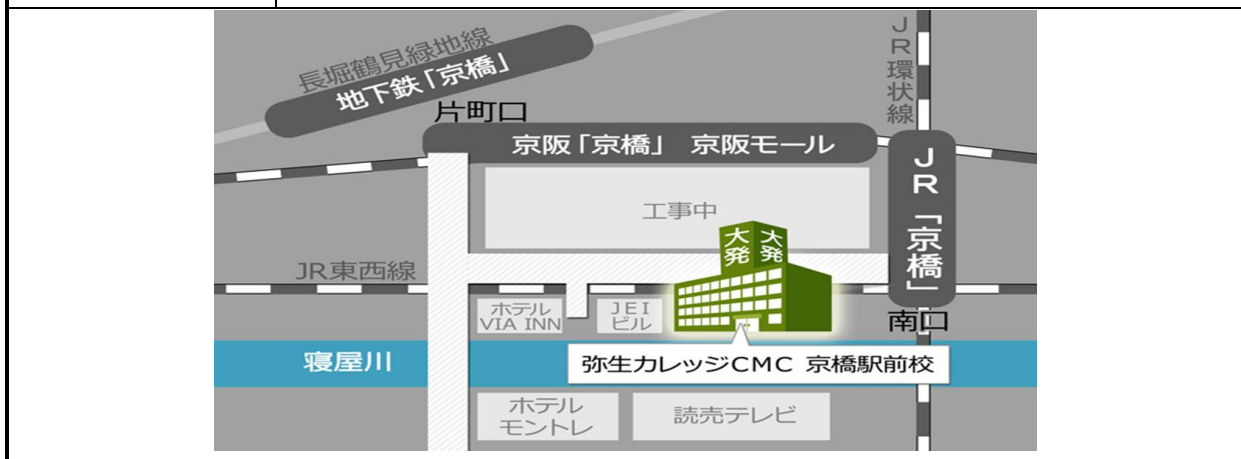 長堀鶴見緑地線
地下鉄「京橋」
片町口
京阪「京橋」 京阪モール
JR環状線
JR「京橋」
工事中
大発
大発
JR東西線
ホテル
VIA INN
JEI
ビル
南口
寝屋川
弥生カレッジCMC 京橋駅前校
ホテル
モントレ
読売テレビ